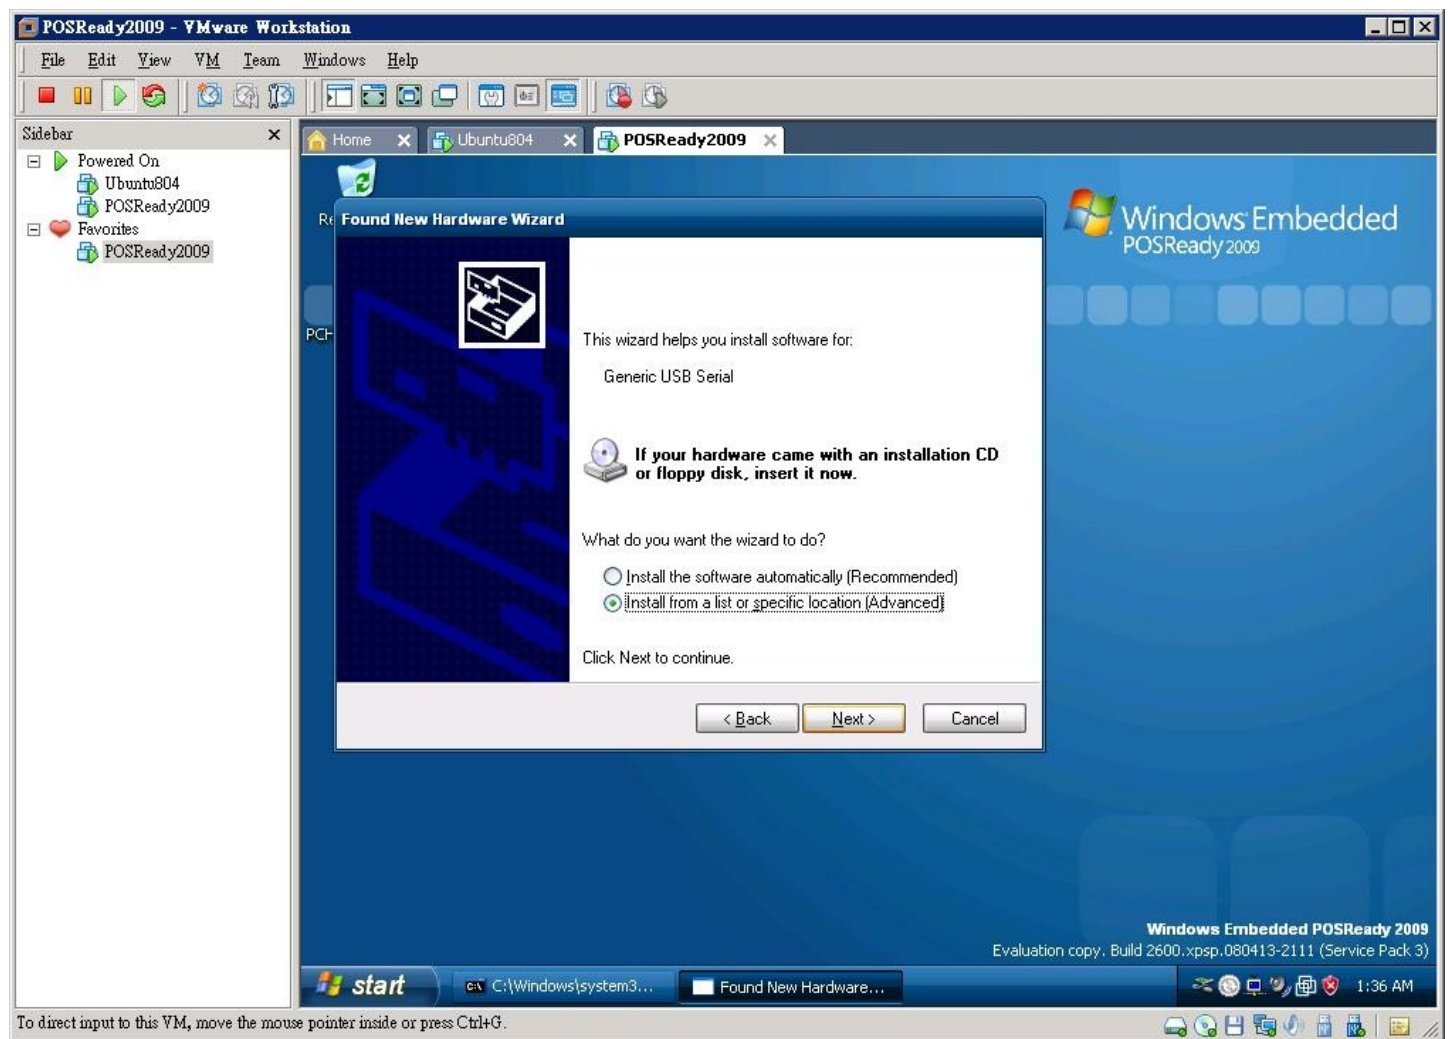 POSReady2009 - VMware Workstation
File Edit View VM Team Windows Help
Sidebar
Powered On
Ubuntu804
POSReady2009
Favorites
POSReady2009
Home Ubuntu804 POSReady2009
Re
PCH
Found New Hardware Wizard
This wizard helps you install software for:
Generic USB Serial
If your hardware came with an installation CD
or floppy disk, insert it now.
What do you want the wizard to do?
Install the software automatically (Recommended)
Install from a list or specific location (Advanced)
Click Next to continue.
< Back Next > Cancel
Windows Embedded
POSReady 2009
Windows Embedded POSReady 2009
Evaluation copy. Build 2600.xpsp.080413-2111 (Service Pack 3)
start C:\Windows\system3... Found New Hardware... 1:36 AM
To direct input to this VM, move the mouse pointer inside or press Ctrl+G.